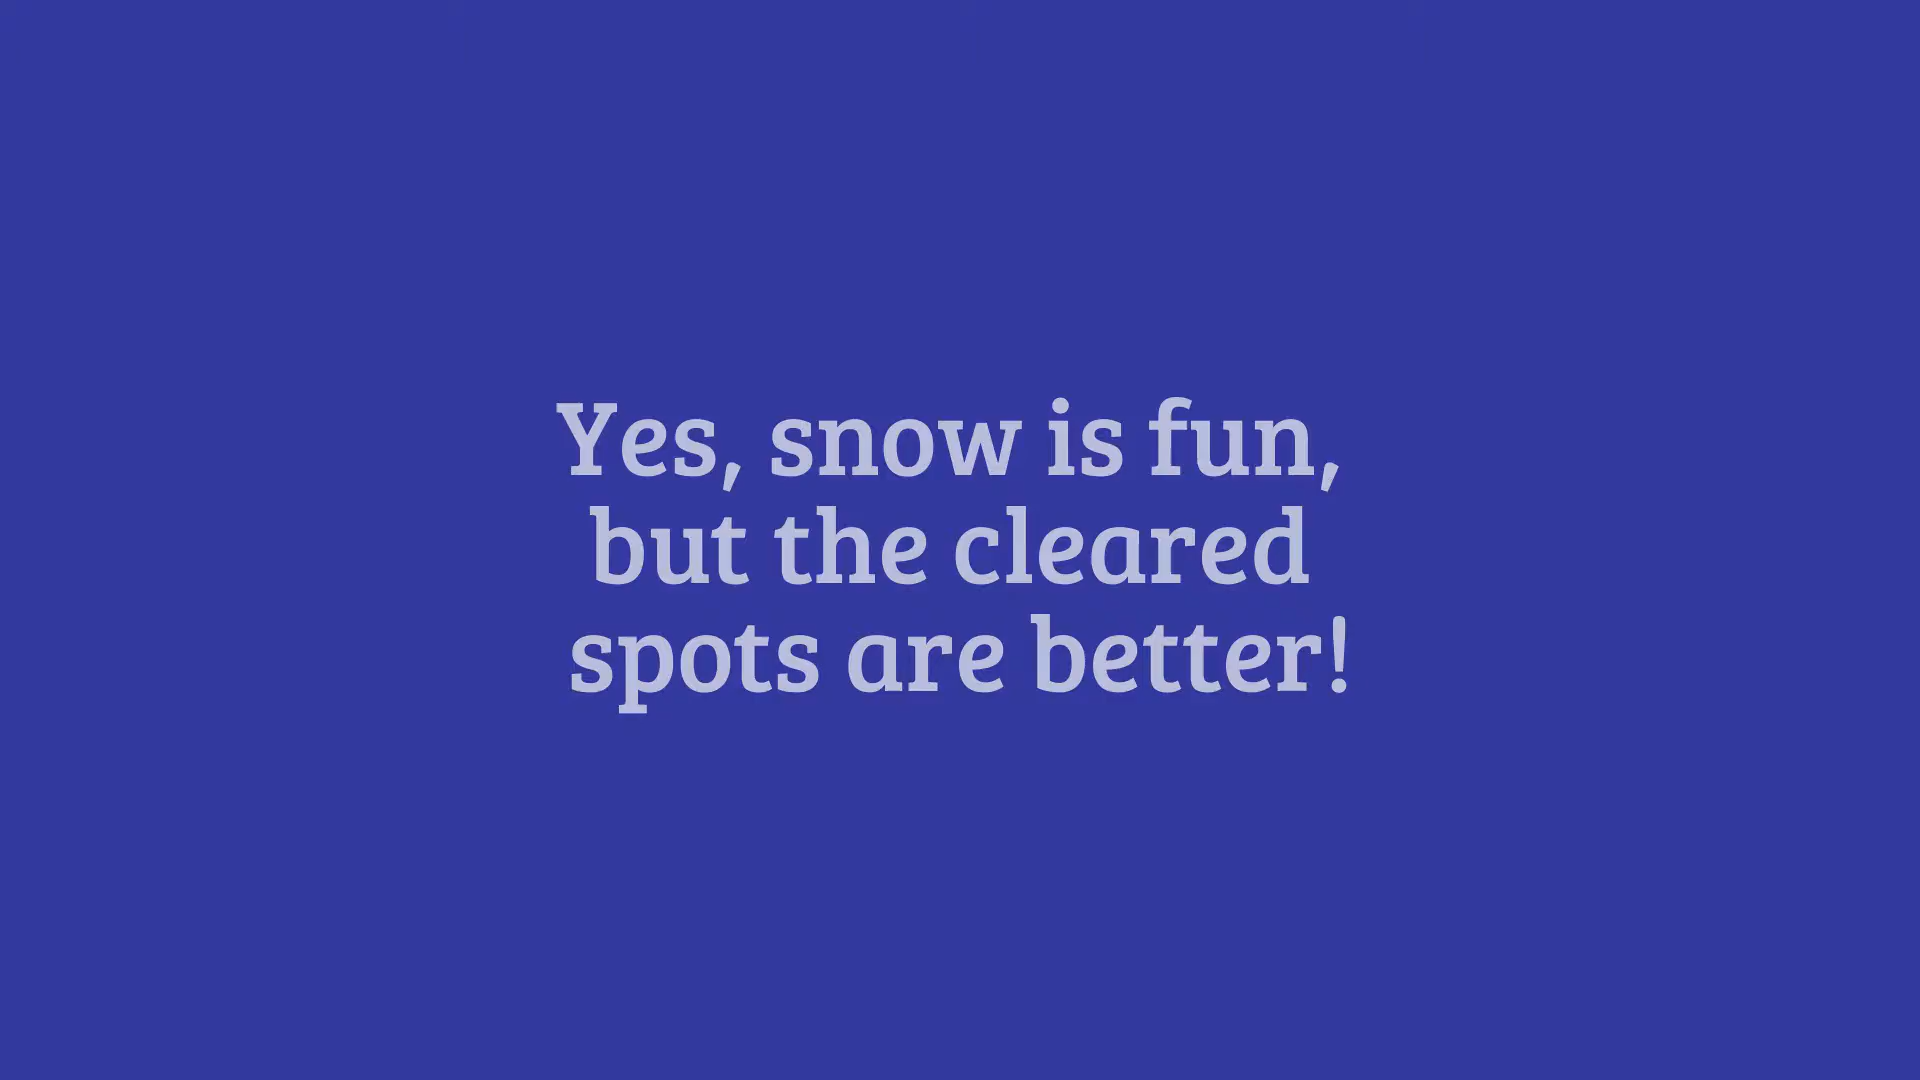 Yes, snow is fun,
but the cleared
spots are better!